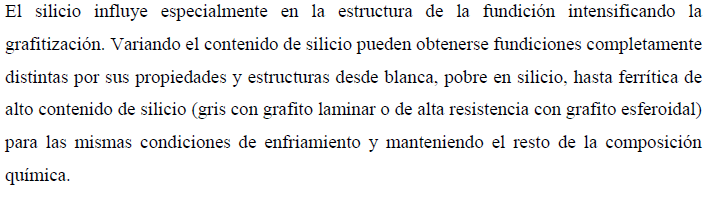 El silicio influye especialmente en la estructura de la fundición intensificando la
grafitización. Variando el contenido de silicio pueden obtenerse fundiciones completamente
distintas por sus propiedades y estructuras desde blanca, pobre en silicio, hasta ferrítica de
alto contenido de silicio (gris con grafito laminar o de alta resistencia con grafito esferoidal)
para las mismas condiciones de enfriamiento y manteniendo el resto de la composición
química.